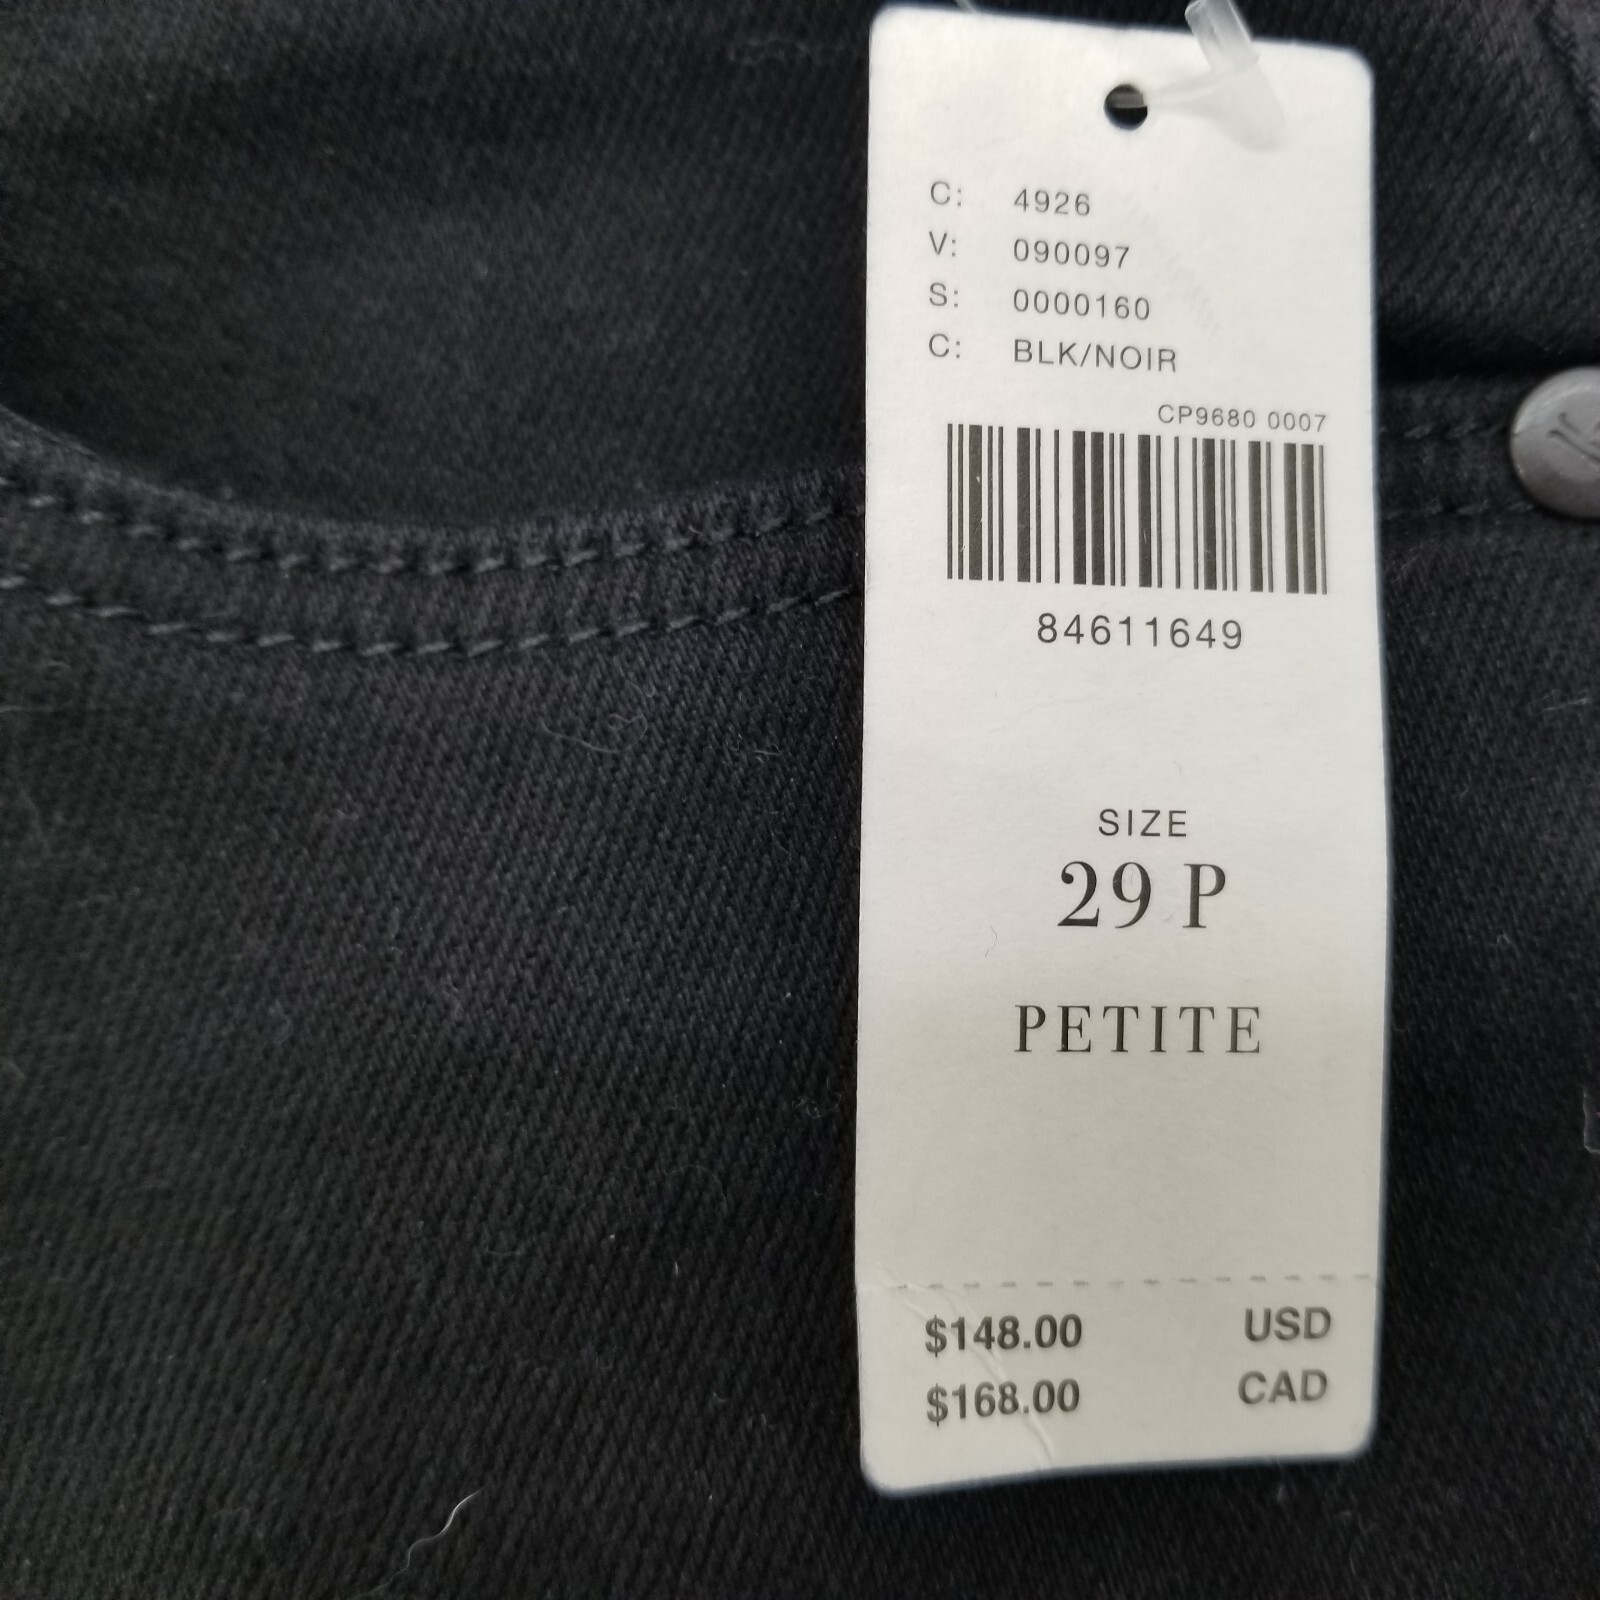 C: 4926
V: 090097
S: 0000160
C: BLK/NOIR
CP9680 0007
84611649
SIZE
29 P
PETITE
$148.00 USD
$168.00 CAD